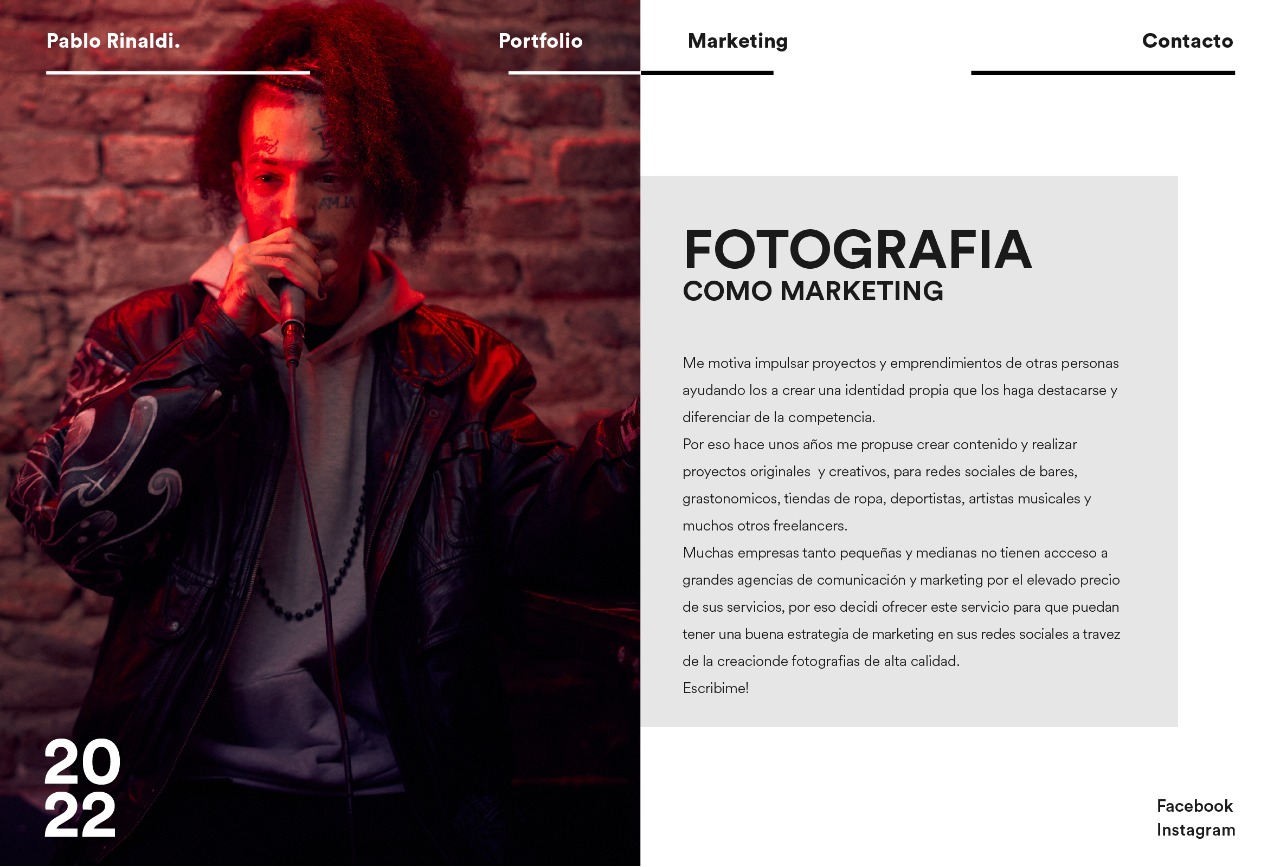 Pablo Rinaldi.
Portfolio
Marketing
Contacto
AMJA
FOTOGRAFIA
COMO MARKETING
Me motiva impulsar proyectos y emprendimientos de otras personas
ayudando los a crear una identidad propia que los haga destacarse y
diferenciar de la competencia.
Por eso hace unos años me propuse crear contenido y realizar
proyectos originales  y creativos, para redes sociales de bares,
grastonomicos, tiendas de ropa, deportistas, artistas musicales y
muchos otros freelancers.
Muchas empresas tanto pequeñas y medianas no tienen accceso a
grandes agencias de comunicación y marketing por el elevado precio
de sus servicios, por eso decidi ofrecer este servicio para que puedan
tener una buena estrategia de marketing en sus redes sociales a travez
de la creacionde fotografias de alta calidad.
Escribime!
20
22
Facebook
Instagram